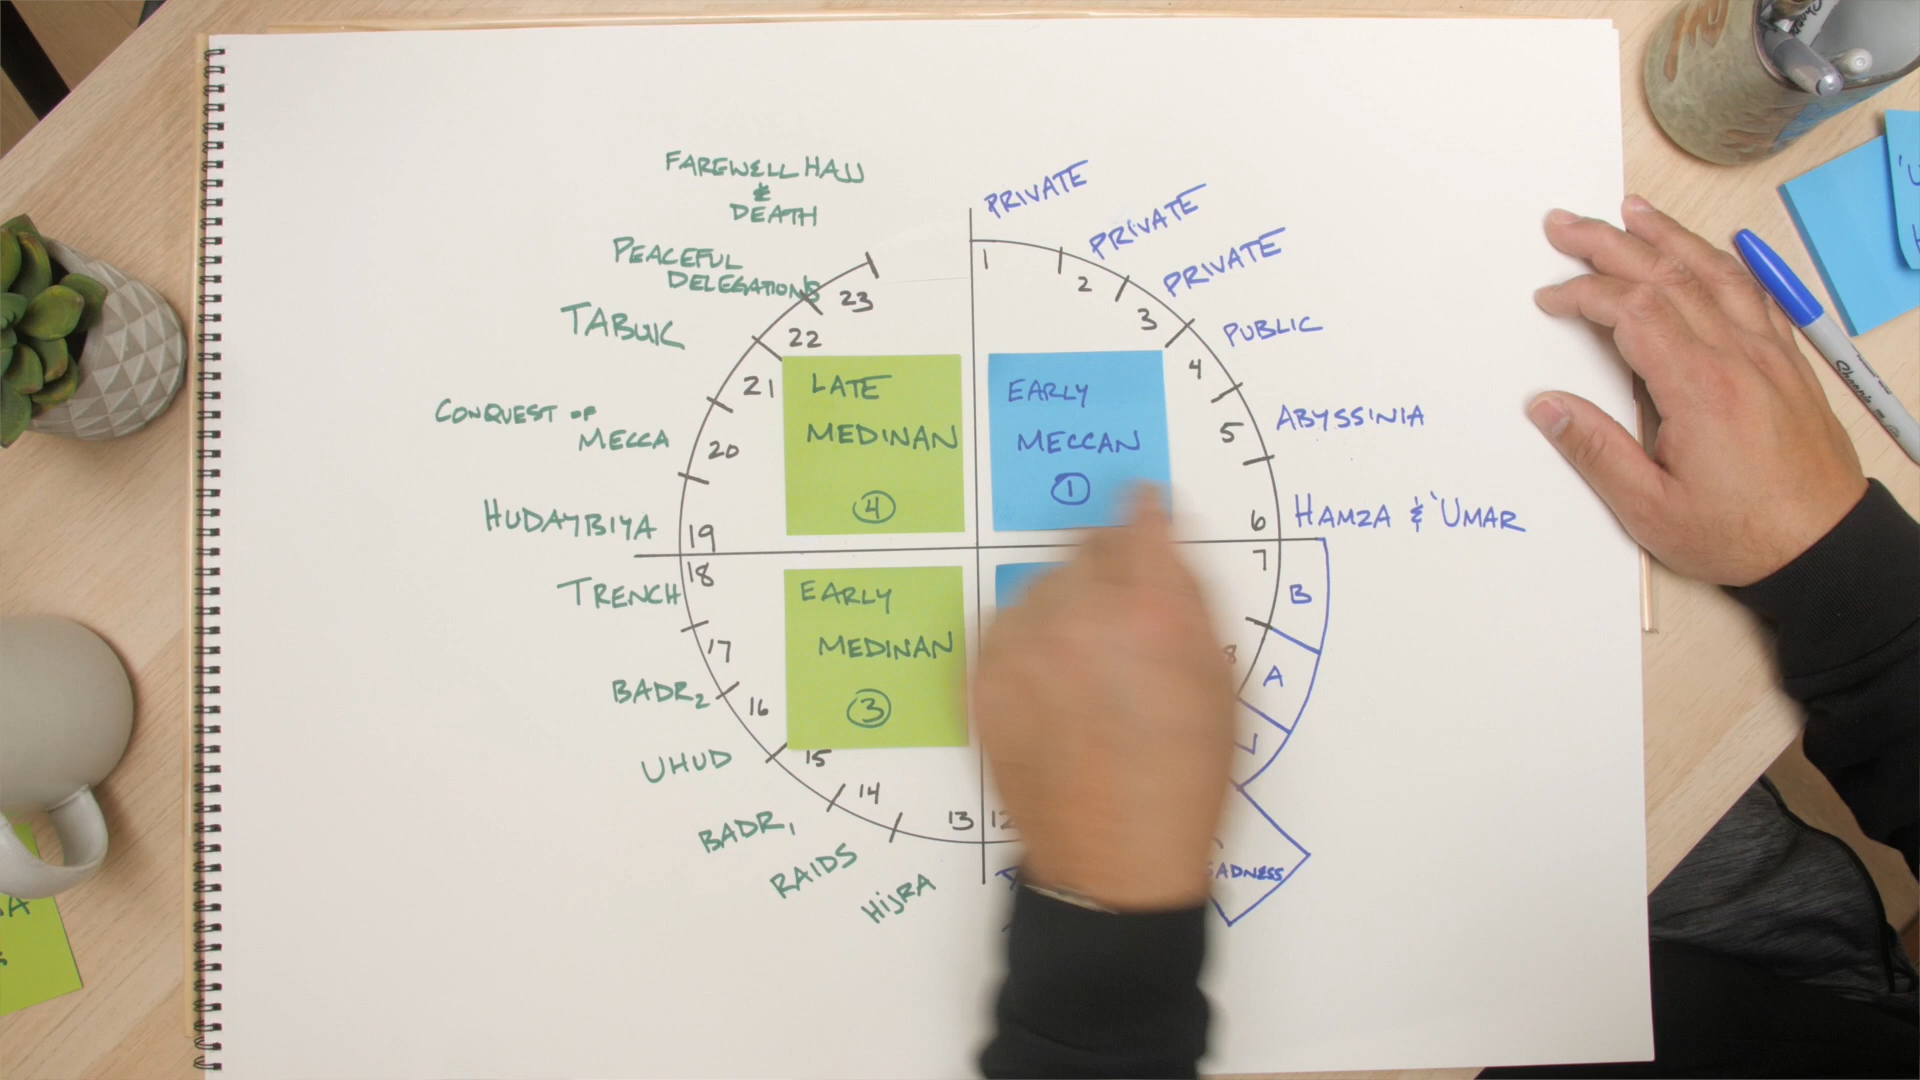 FAREWELL HAJJ
&
DEATH
PEACEFUL
DELEGATIONS
TABUK
CONQUEST OF
MECCA
HUDAYBIYA
TRENCH
BADR2
UHUD
BADR1
RAIDS
HIJRA
PRIVATE
PRIVATE
PRIVATE
PUBLIC
ABYSSINIA
HAMZA & 'UMAR
B
A
SADNESS
1
2
3
4
5
6
7
8
12
13
14
15
16
17
18
19
20
21
22
23
LATE
MEDINAN
4
EARLY
MECCAN
1
EARLY
MEDINAN
3
Sharpie